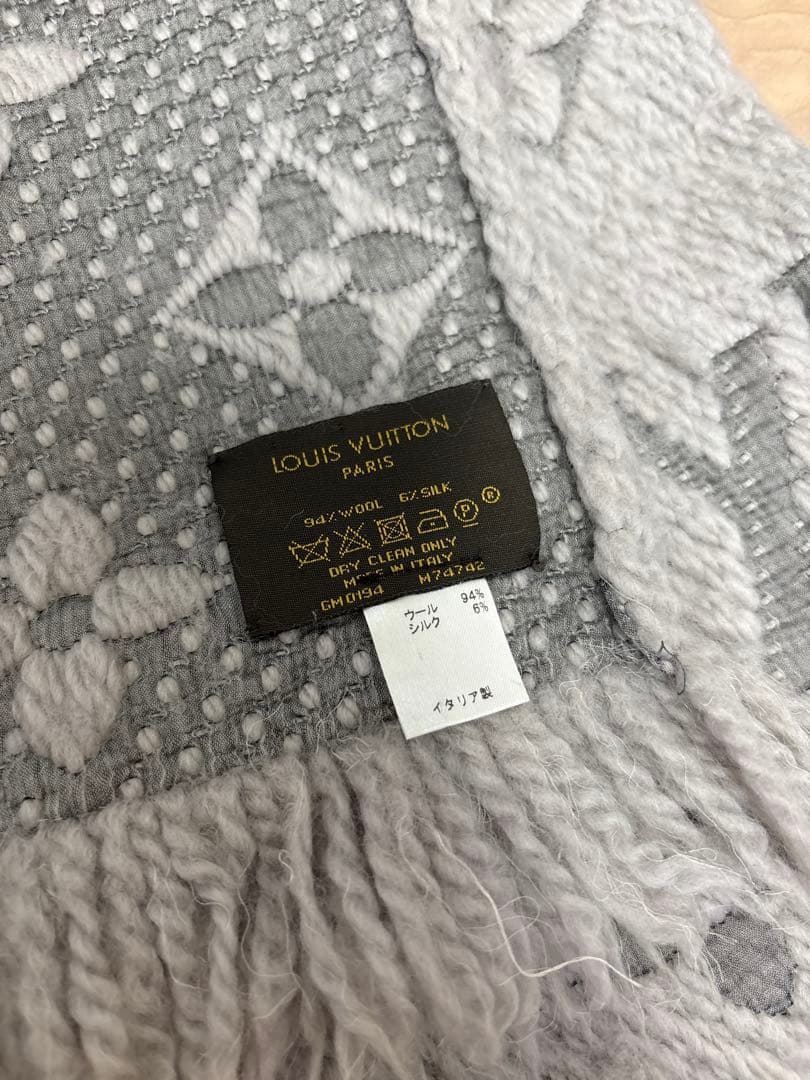 LOUIS VUITTON
PARIS
94%WOOL 6%SILK
P ®
DRY CLEAN ONLY
MADE IN ITALY
GM0194 M74742
ウール 94%
シルク 6%
イタリア製